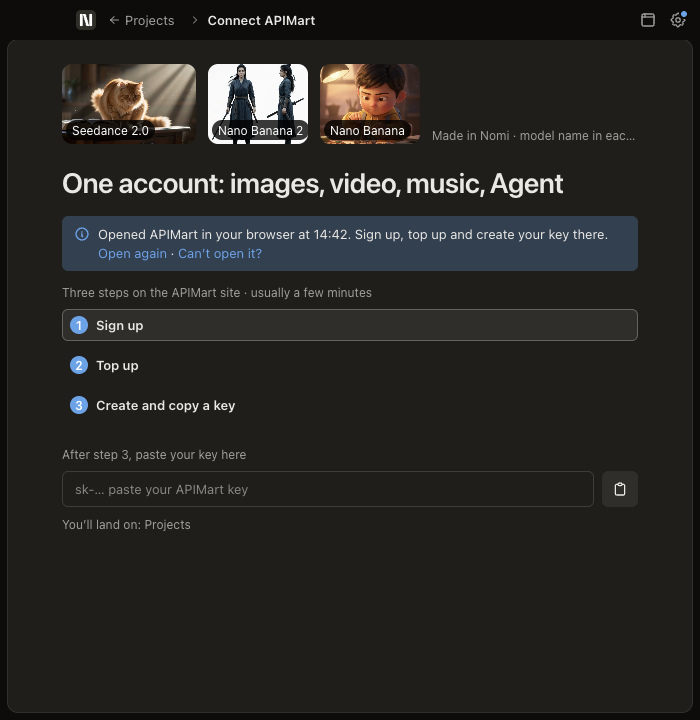 N ← Projects > Connect APIMart
Seedance 2.0
Nano Banana 2
Nano Banana
Made in Nomi · model name in eac...
One account: images, video, music, Agent
Opened APIMart in your browser at 14:42. Sign up, top up and create your key there.
Open again · Can't open it?
Three steps on the APIMart site · usually a few minutes
1 Sign up
2 Top up
3 Create and copy a key
After step 3, paste your key here
sk-... paste your APIMart key
You'll land on: Projects